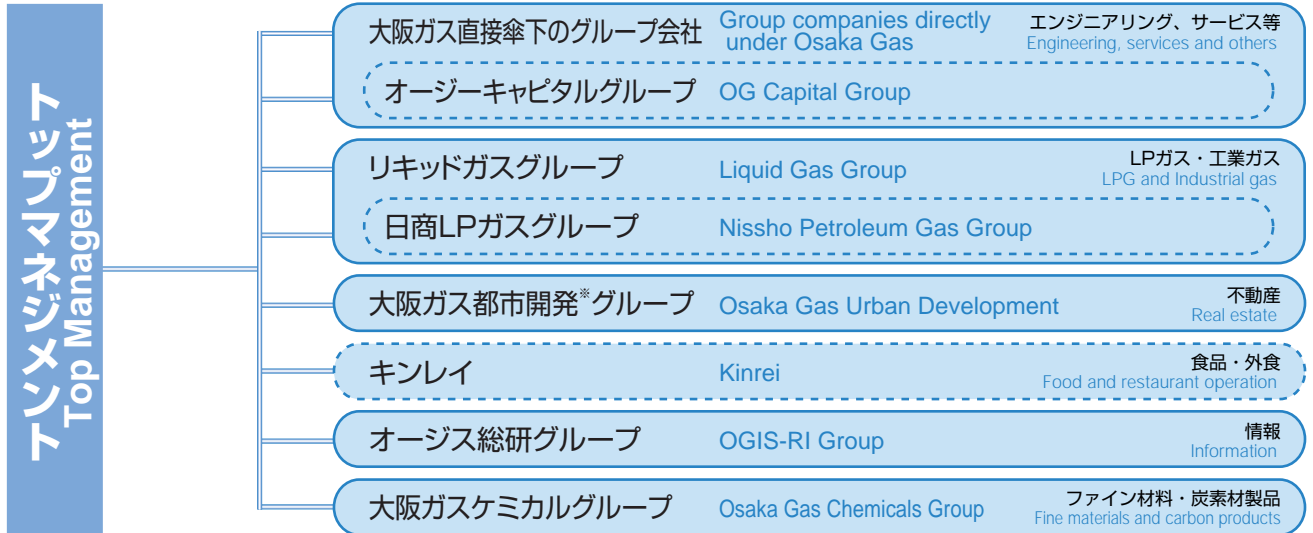 トップマネジメント
Top Management
大阪ガス直接傘下のグループ会社
Group companies directly
under Osaka Gas
エンジニアリング、サービス等
Engineering, services and others
オージーキャピタルグループ
OG Capital Group
リキッドガスグループ
Liquid Gas Group
LPガス・工業ガス
LPG and Industrial gas
日商LPガスグループ
Nissho Petroleum Gas Group
大阪ガス都市開発※グループ
Osaka Gas Urban Development
不動産
Real estate
キンレイ
Kinrei
食品・外食
Food and restaurant operation
オージス総研グループ
OGIS-RI Group
情報
Information
大阪ガスケミカルグループ
Osaka Gas Chemicals Group
ファイン材料・炭素材製品
Fine materials and carbon products